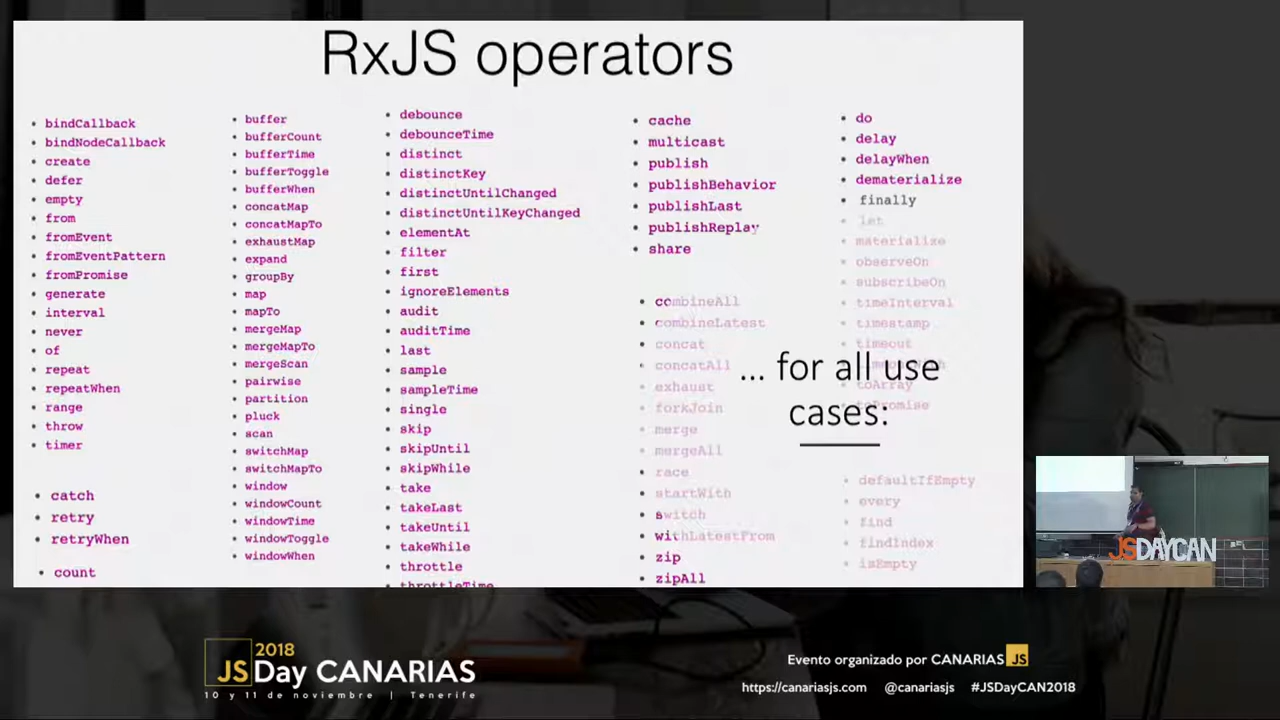 RxJS operators
bindCallback
bindNodeCallback
create
defer
empty
from
fromEvent
fromEventPattern
fromPromise
generate
interval
never
of
repeat
repeatWhen
range
throw
timer
catch
retry
retryWhen
count
buffer
bufferCount
bufferTime
bufferToggle
bufferWhen
concatMap
concatMapTo
exhaustMap
expand
groupBy
map
mapTo
mergeMap
mergeMapTo
mergeScan
pairwise
partition
pluck
scan
switchMap
switchMapTo
window
windowCount
windowTime
windowToggle
windowWhen
debounce
debounceTime
distinct
distinctKey
distinctUntilChanged
distinctUntilKeyChanged
elementAt
filter
first
ignoreElements
audit
auditTime
last
sample
sampleTime
single
skip
skipUntil
skipWhile
take
takeLast
takeUntil
takeWhile
throttle
throttleTime
cache
multicast
publish
publishBehavior
publishLast
publishReplay
share
combineAll
combineLatest
concat
concatAll
exhaust
forkJoin
merge
mergeAll
race
startWith
switch
withLatestFrom
zip
zipAll
do
delay
delayWhen
dematerialize
finally
let
materialize
observeOn
subscribeOn
timeInterval
timestamp
timeout
toArray
toPromise
... for all use
cases:
defaultIfEmpty
every
find
findIndex
isEmpty
JSDAYCAN
2018
JSDay CANARIAS
10 y 11 de noviembre | Tenerife
Evento organizado por CANARIAS JS
https://canariasjs.com @canariasjs #JSDayCAN2018